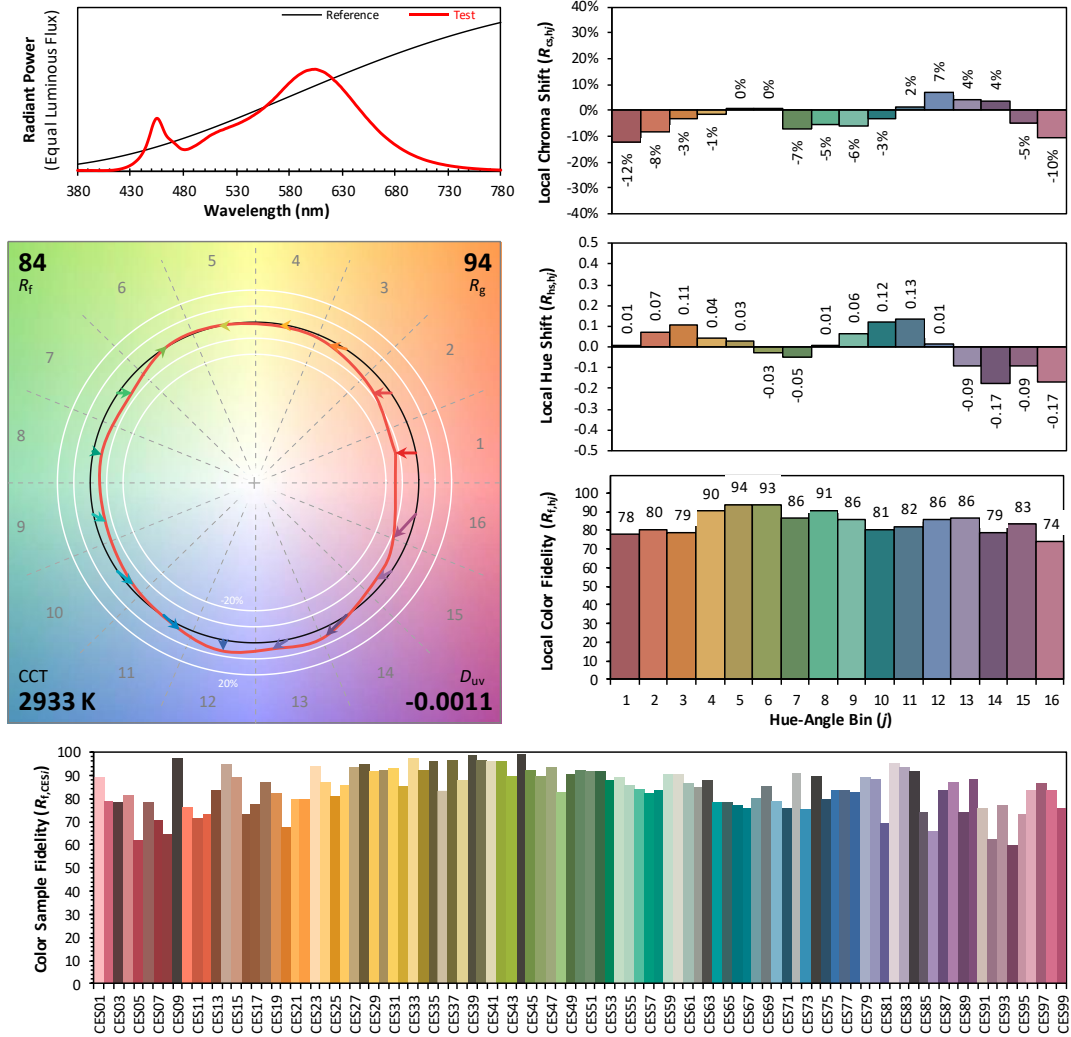 Radiant Power
(Equal Luminous Flux)
Reference
Test
380 430 480 530 580 630 680 730 780
Wavelength (nm)
Local Chroma Shift (Rcs,hj)
40%
30%
20%
10%
0%
-10%
-20%
-30%
-40%
-12% -8% -3% -1% 0% 0% -7% -5% -6% -3% 2% 7% 4% 4% -5% -10%
84
Rf
94
Rg
1 2 3 4 5 6 7 8 9 10 11 12 13 14 15 16
-20%
20%
CCT
2933 K
Duv
-0.0011
Local Hue Shift (Rhs,hj)
0.5
0.4
0.3
0.2
0.1
0.0
-0.1
-0.2
-0.3
-0.4
-0.5
0.01 0.07 0.11 0.04 0.03 -0.03 -0.05 0.01 0.06 0.12 0.13 0.01 -0.09 -0.17 -0.09 -0.17
Local Color Fidelity (Rf,hj)
100
90
80
70
60
50
40
30
20
10
0
78 80 79 90 94 93 86 91 86 81 82 86 86 79 83 74
1 2 3 4 5 6 7 8 9 10 11 12 13 14 15 16
Hue-Angle Bin (j)
Color Sample Fidelity (Rf,CESi)
100
90
80
70
60
50
40
30
20
10
0
CES01 CES03 CES05 CES07 CES09 CES11 CES13 CES15 CES17 CES19 CES21 CES23 CES25 CES27 CES29 CES31 CES33 CES35 CES37 CES39 CES41 CES43 CES45 CES47 CES49 CES51 CES53 CES55 CES57 CES59 CES61 CES63 CES65 CES67 CES69 CES71 CES73 CES75 CES77 CES79 CES81 CES83 CES85 CES87 CES89 CES91 CES93 CES95 CES97 CES99